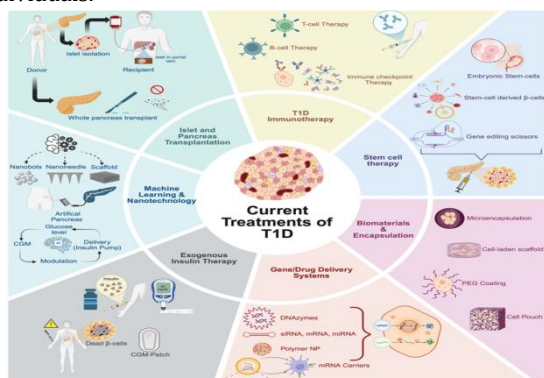 Donor
Islet isolation
Recipient
Islet in portal
vein
Whole pancreas transplant
T-cell Therapy
B-cell Therapy
Immune checkpoint
Therapy
Embryonic Stem-cells
Stem-cell derived β-cells
Gene editing scissors
Islet and
Pancreas
Transplantation
T1D
Immunotherapy
Stem cell
therapy
Nanobots
Nanoneedle
Scaffold
Artificial
Pancreas
Glucose
level
CGM
Delivery
(Insulin Pump)
Modulation
Machine
Learning &
Nanotechnology
Current
Treatments of
T1D
Biomaterials
& Encapsulation
Microencapsulation
Cell-laden scaffold
PEG Coating
Cell Pouch
Exogenous
Insulin Therapy
Gene/Drug Delivery
Systems
Dead β-cells
CGM-Patch
DNAzymes
siRNA, mRNA, miRNA
Polymer NP
mRNA Carriers